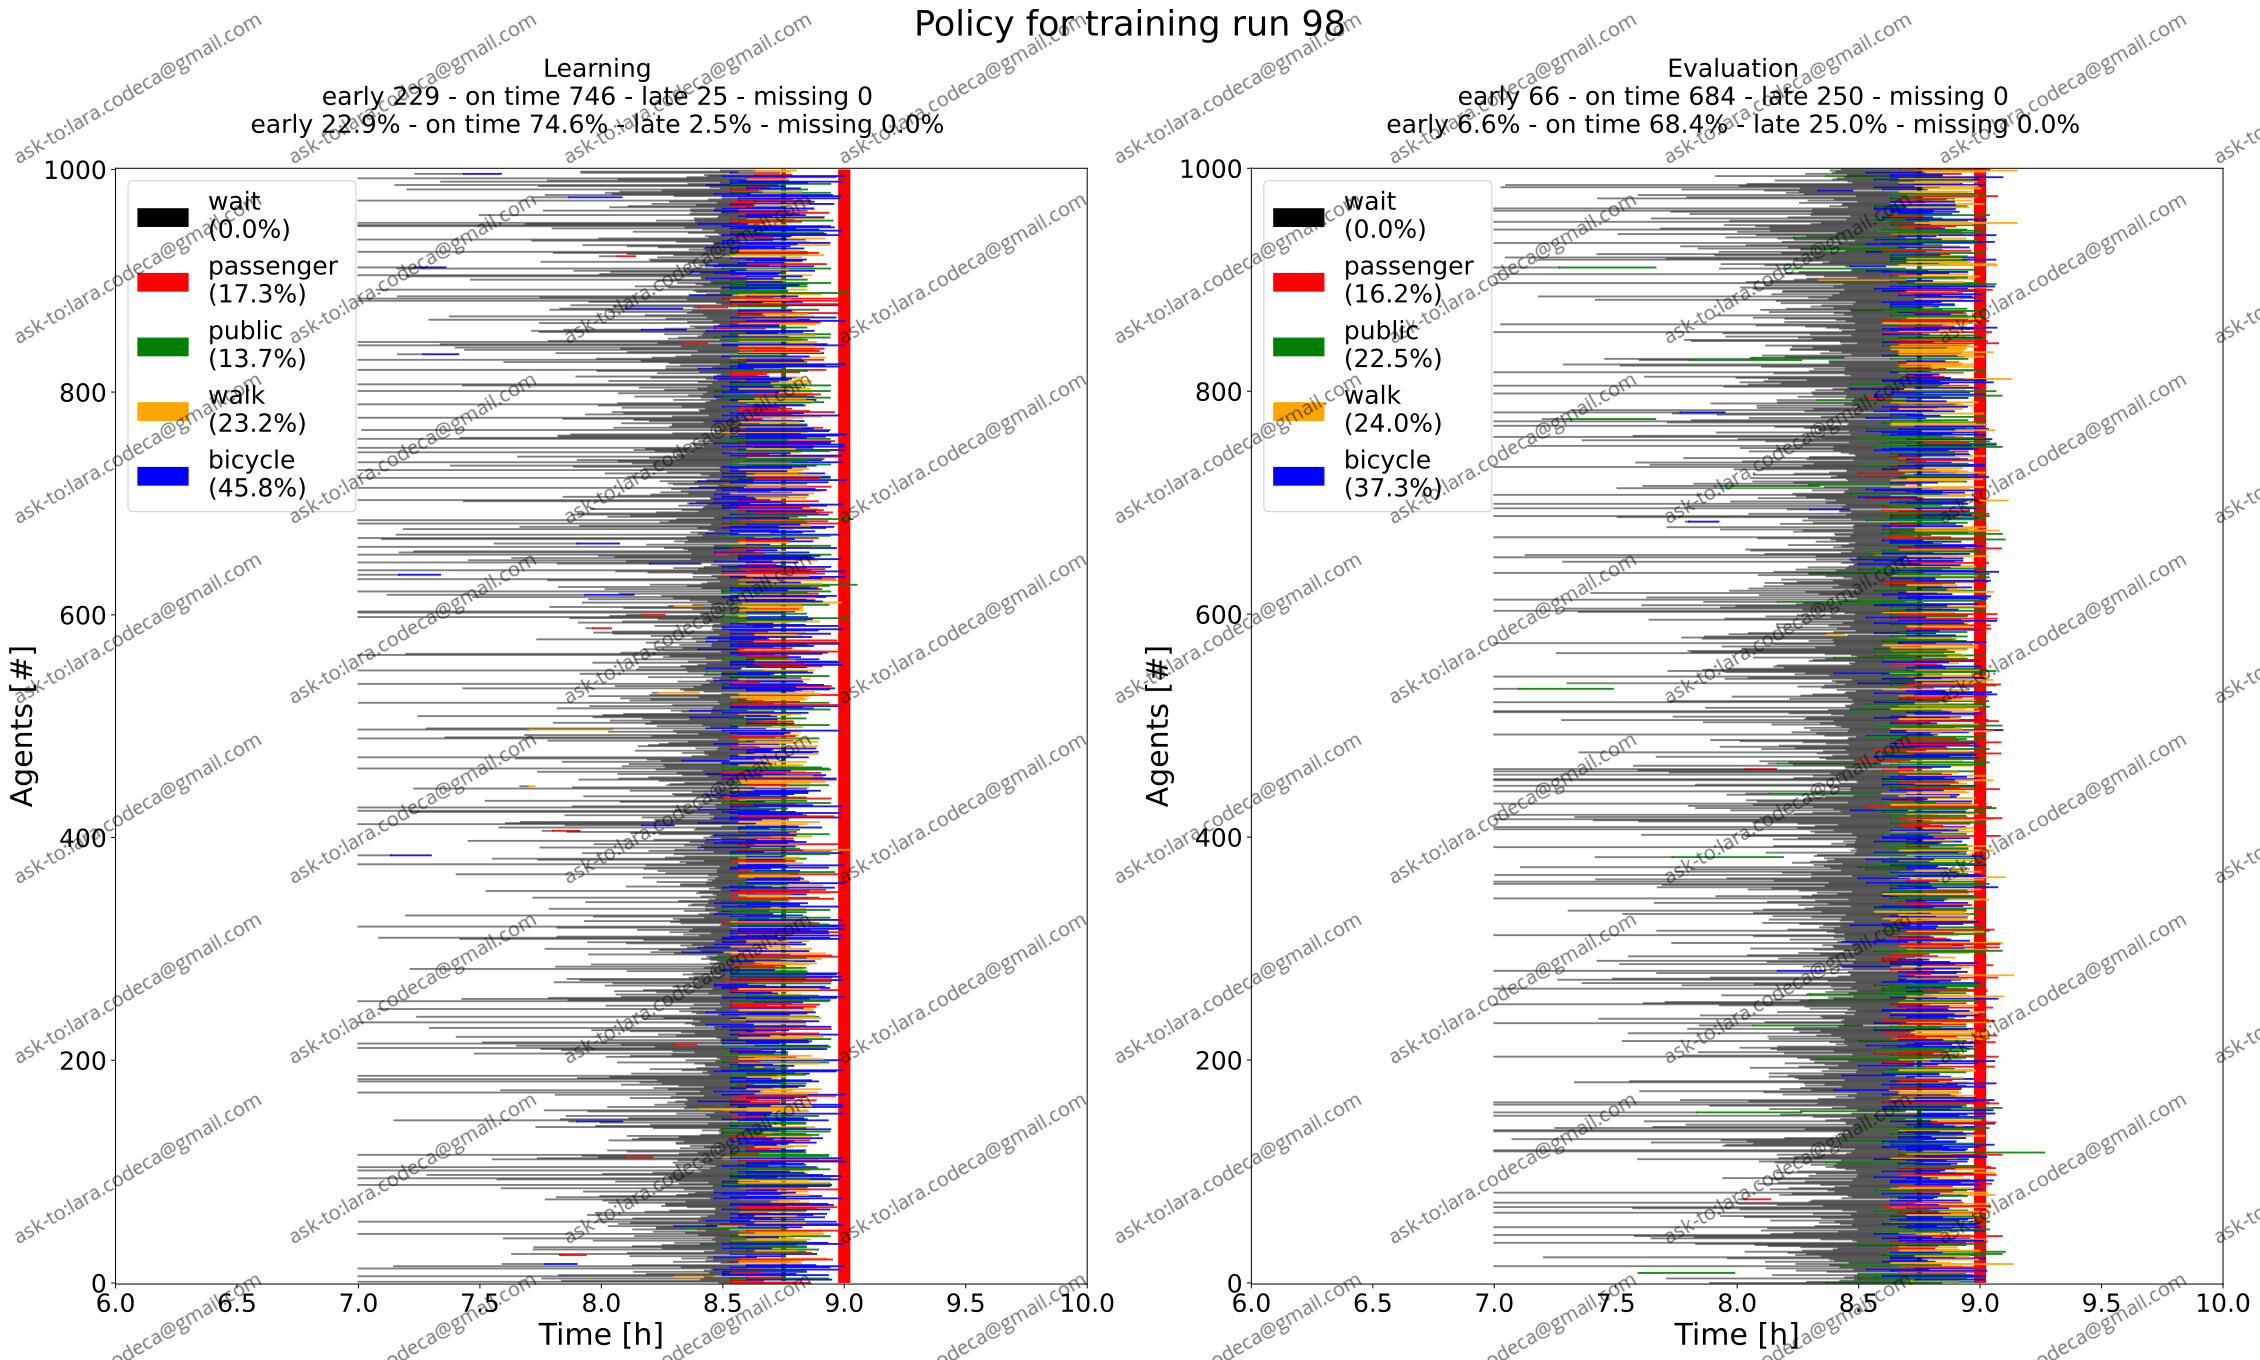 Policy for training run 98
Learning
early 229 - on time 746 - late 25 - missing 0
early 22.9% - on time 74.6% - late 2.5% - missing 0.0%
1000
800
600
400
200
0
Agents [#]
wait
(0.0%)
passenger
(17.3%)
public
(13.7%)
walk
(23.2%)
bicycle
(45.8%)
6.0 6.5 7.0 7.5 8.0 8.5 9.0 9.5 10.0
Time [h]
Evaluation
early 66 - on time 684 - late 250 - missing 0
early 6.6% - on time 68.4% - late 25.0% - missing 0.0%
1000
800
600
400
200
0
Agents [#]
wait
(0.0%)
passenger
(16.2%)
public
(22.5%)
walk
(24.0%)
bicycle
(37.3%)
6.0 6.5 7.0 7.5 8.0 8.5 9.0 9.5 10.0
Time [h]
ask-to:lara.codeca@gmail.com